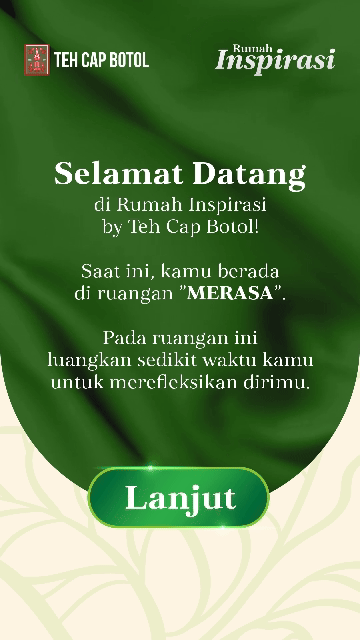 TEH CAP BOTOL
Rumah
Inspirasi
Selamat Datang
di Rumah Inspirasi
by Teh Cap Botol!
Saat ini, kamu berada
di ruangan "MERASA".
Pada ruangan ini
luangkan sedikit waktu kamu
untuk merefleksikan dirimu.
Lanjut